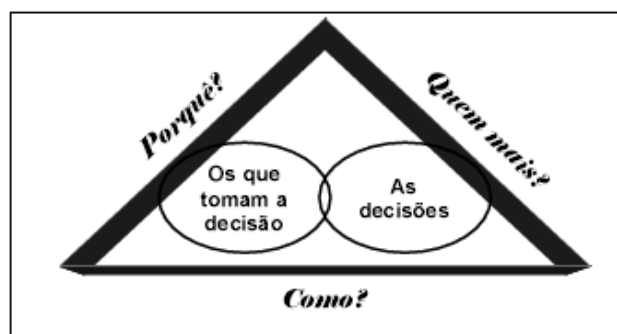 Porquê?
Quem mais?
Os que
tomam a
decisão
As
decisões
Como?